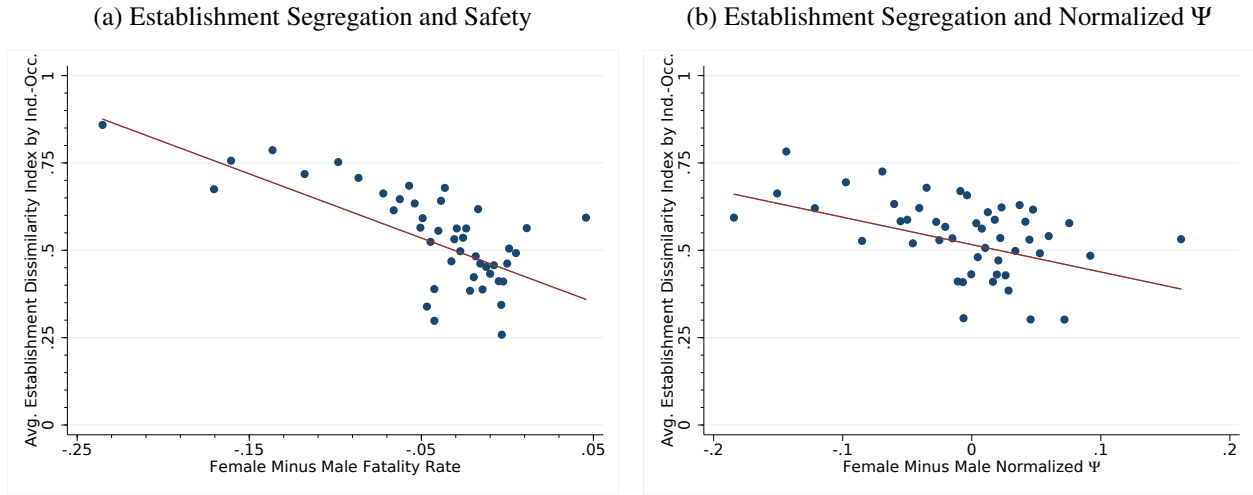 (a) Establishment Segregation and Safety
Avg. Establishment Dissimilarity Index by Ind.-Occ.
1
.75
.5
.25
0
-.25 -.15 -.05 .05
Female Minus Male Fatality Rate
(b) Establishment Segregation and Normalized Ψ
Avg. Establishment Dissimilarity Index by Ind.-Occ.
1
.75
.5
.25
0
-.2 -.1 0 .1 .2
Female Minus Male Normalized Ψ